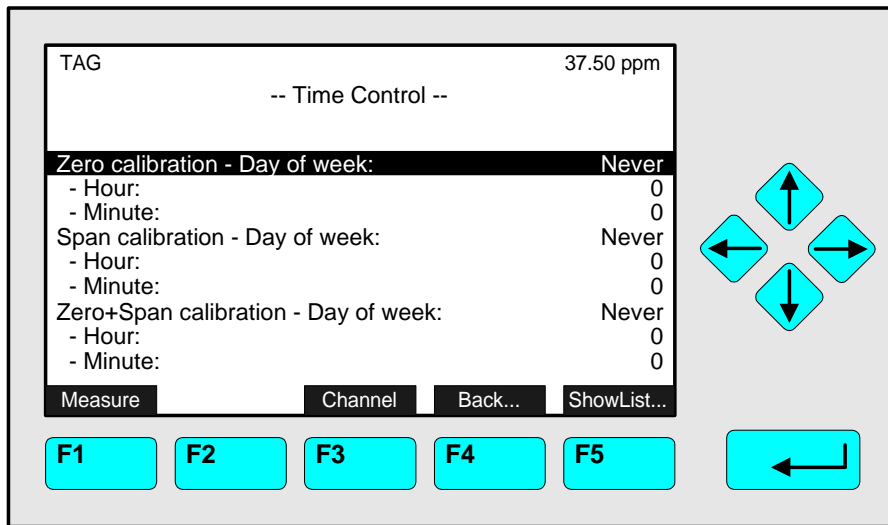 TAG 37.50 ppm
-- Time Control --
Zero calibration - Day of week: Never
- Hour: 0
- Minute: 0
Span calibration - Day of week: Never
- Hour: 0
- Minute: 0
Zero+Span calibration - Day of week: Never
- Hour: 0
- Minute: 0
Measure Channel Back... ShowList...
F1 F2 F3 F4 F5